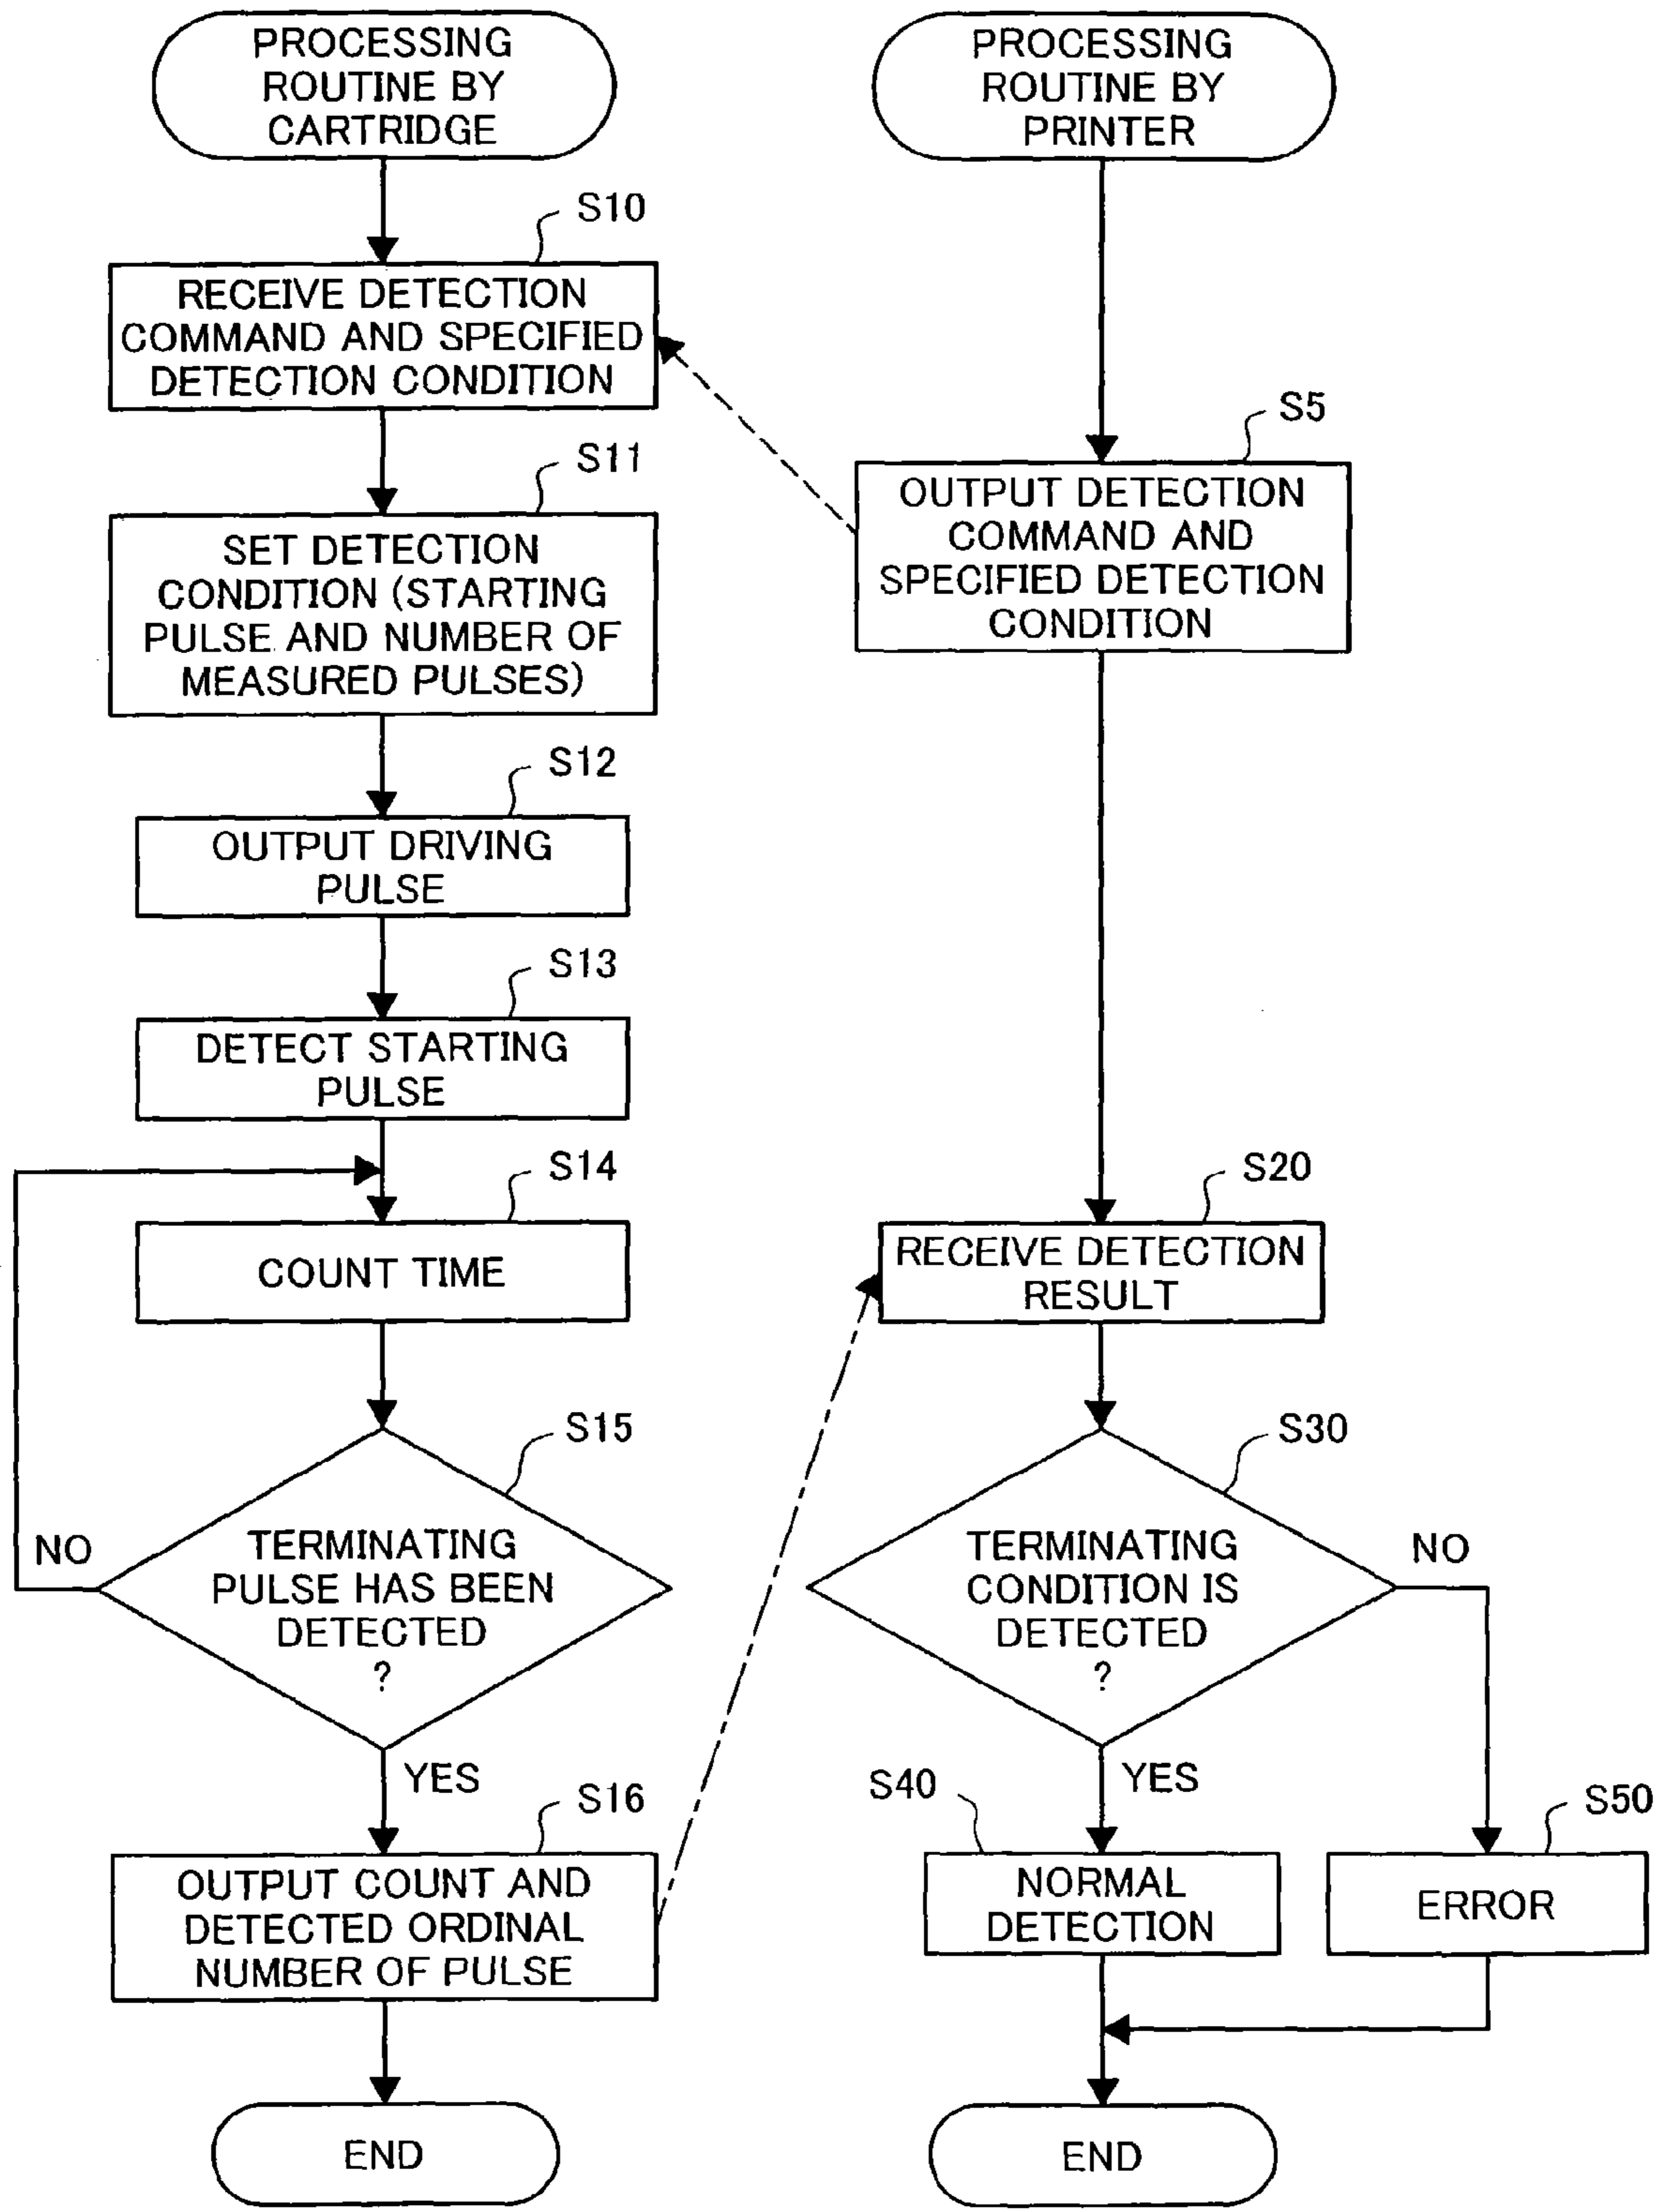 PROCESSING
ROUTINE BY
CARTRIDGE
S10
RECEIVE DETECTION
COMMAND AND SPECIFIED
DETECTION CONDITION
S11
SET DETECTION
CONDITION (STARTING
PULSE AND NUMBER OF
MEASURED PULSES)
S12
OUTPUT DRIVING
PULSE
S13
DETECT STARTING
PULSE
S14
COUNT TIME
S15
TERMINATING
PULSE HAS BEEN
DETECTED
?
NO
YES
S16
OUTPUT COUNT AND
DETECTED ORDINAL
NUMBER OF PULSE
END
PROCESSING
ROUTINE BY
PRINTER
S5
OUTPUT DETECTION
COMMAND AND
SPECIFIED DETECTION
CONDITION
S20
RECEIVE DETECTION
RESULT
S30
TERMINATING
CONDITION IS
DETECTED
?
NO
YES
S40
NORMAL
DETECTION
S50
ERROR
END